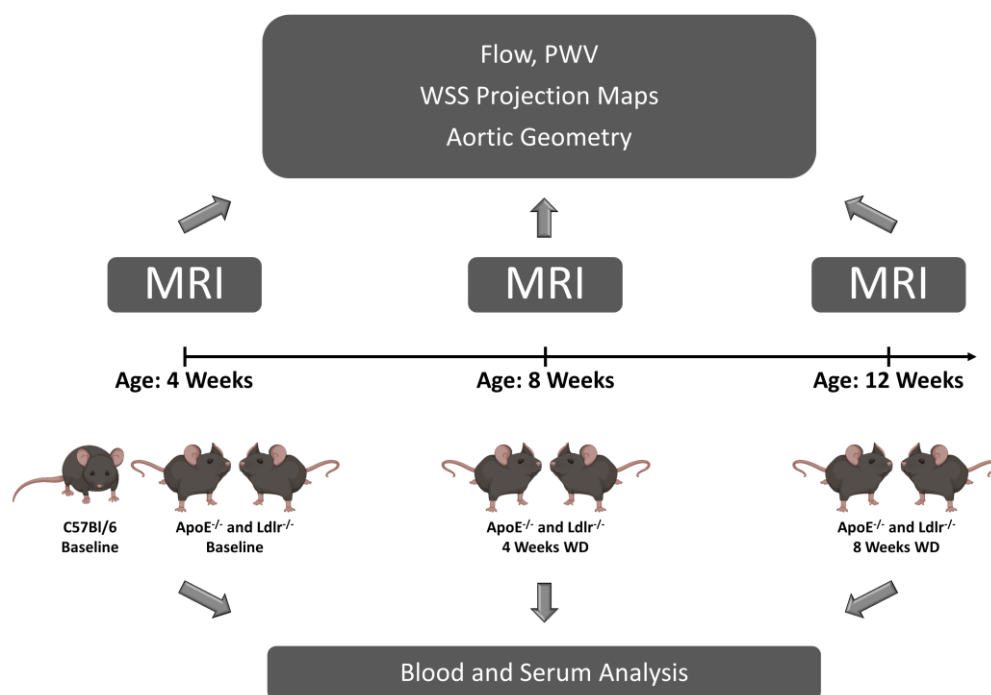 Flow, PWV
WSS Projection Maps
Aortic Geometry
MRI
MRI
MRI
Age: 4 Weeks
Age: 8 Weeks
Age: 12 Weeks
C57Bl/6
Baseline
ApoE-/- and Ldlr-/-
Baseline
ApoE-/- and Ldlr-/-
4 Weeks WD
ApoE-/- and Ldlr-/-
8 Weeks WD
Blood and Serum Analysis